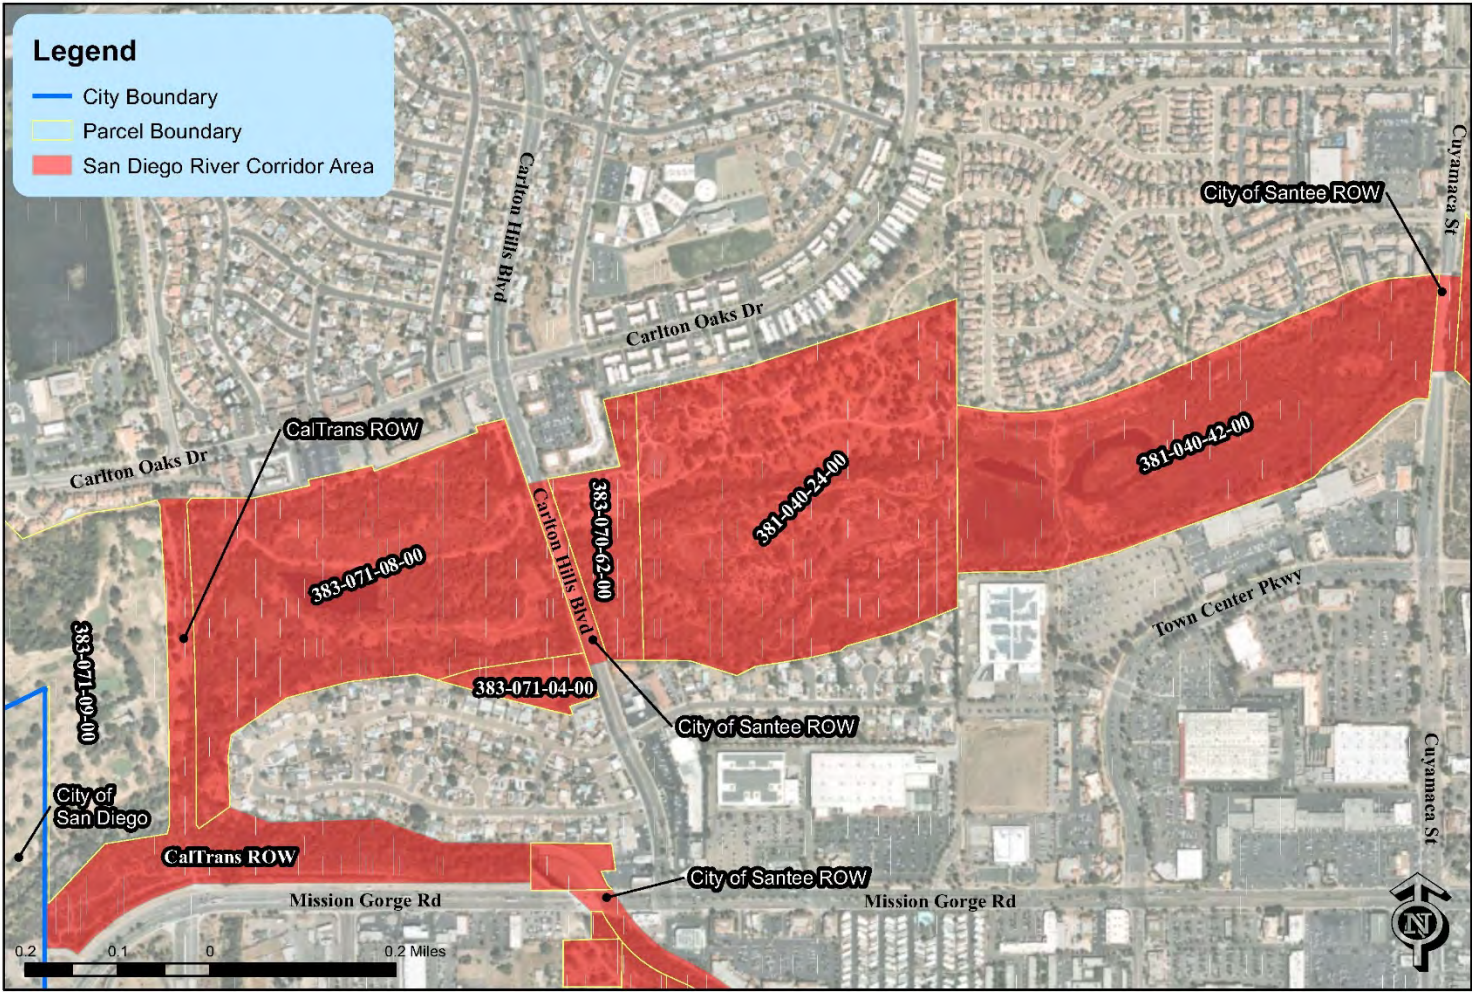 Legend
City Boundary
Parcel Boundary
San Diego River Corridor Area
Carlton Hills Blvd
Cuyamaca St
City of Santee ROW
Carlton Oaks Dr
CalTrans ROW
Carlton Oaks Dr
381-040-42-00
381-040-24-00
383-070-62-00
Carlton Hills Blvd
383-071-08-00
Town Center Pkwy
383-071-09-00
383-071-04-00
City of Santee ROW
Cuyamaca St
City of
San Diego
CalTrans ROW
City of Santee ROW
Mission Gorge Rd
Mission Gorge Rd
N
0.2 0.1 0 0.2 Miles